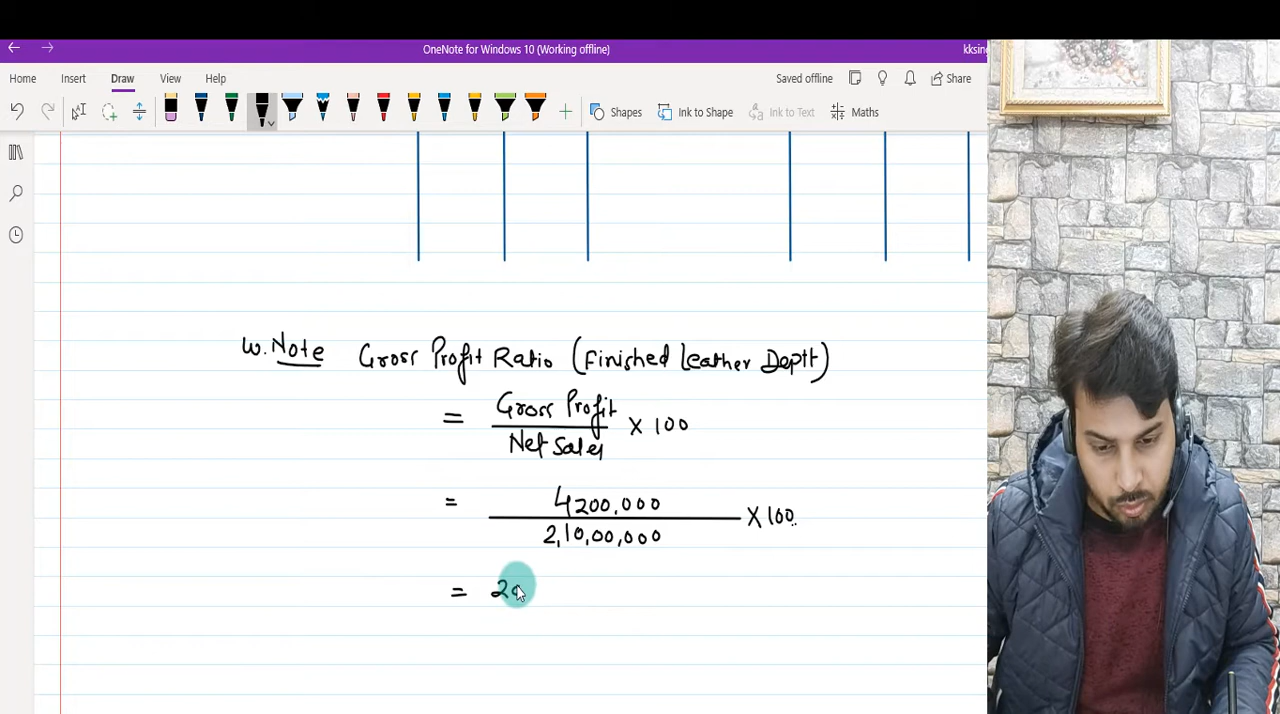 OneNote for Windows 10 (Working offline)
kksing
Home Insert Draw View Help
Saved offline
Share
Shapes
Ink to Shape
Ink to Text
Maths
W. Note Gross Profit Ratio (Finished Leather Deptt)
= Gross Profit
Net Sales
X 100
= 4200,000
2,10,00,000
X 100
= 20